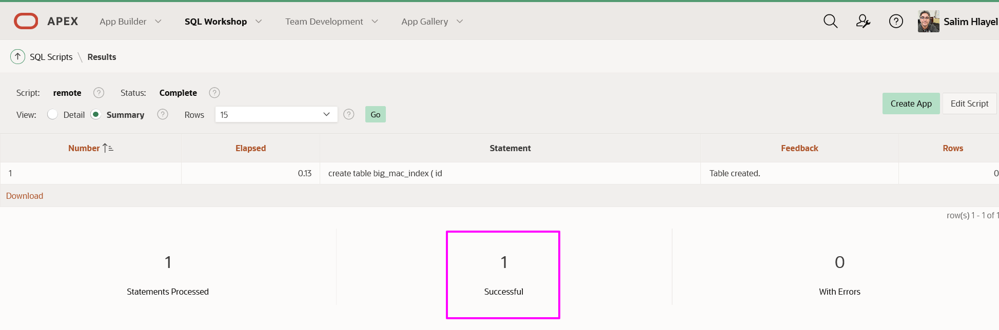 APEX App Builder SQL Workshop Team Development App Gallery Salim Hlayel
SQL Scripts \ Results
Script: remote ? Status: Complete ?
View: Detail Summary ? Rows 15 ? Go Create App Edit Script
Number Elapsed Statement Feedback Rows
1 0.13 create table big_mac_index ( id Table created. 0
Download
row(s) 1 - 1 of 1
1 1 0
Statements Processed Successful With Errors